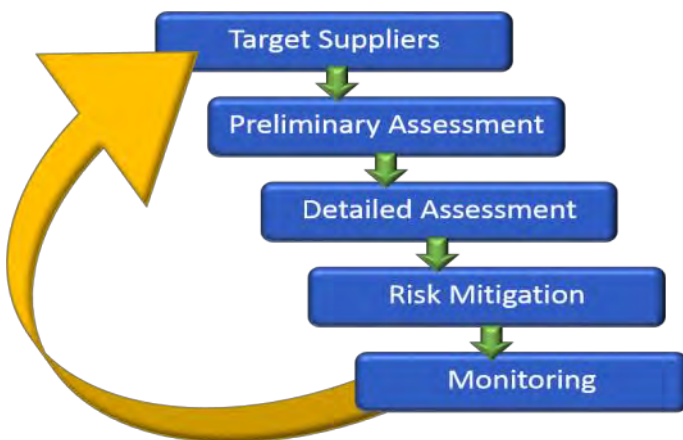 Target Suppliers
Preliminary Assessment
Detailed Assessment
Risk Mitigation
Monitoring